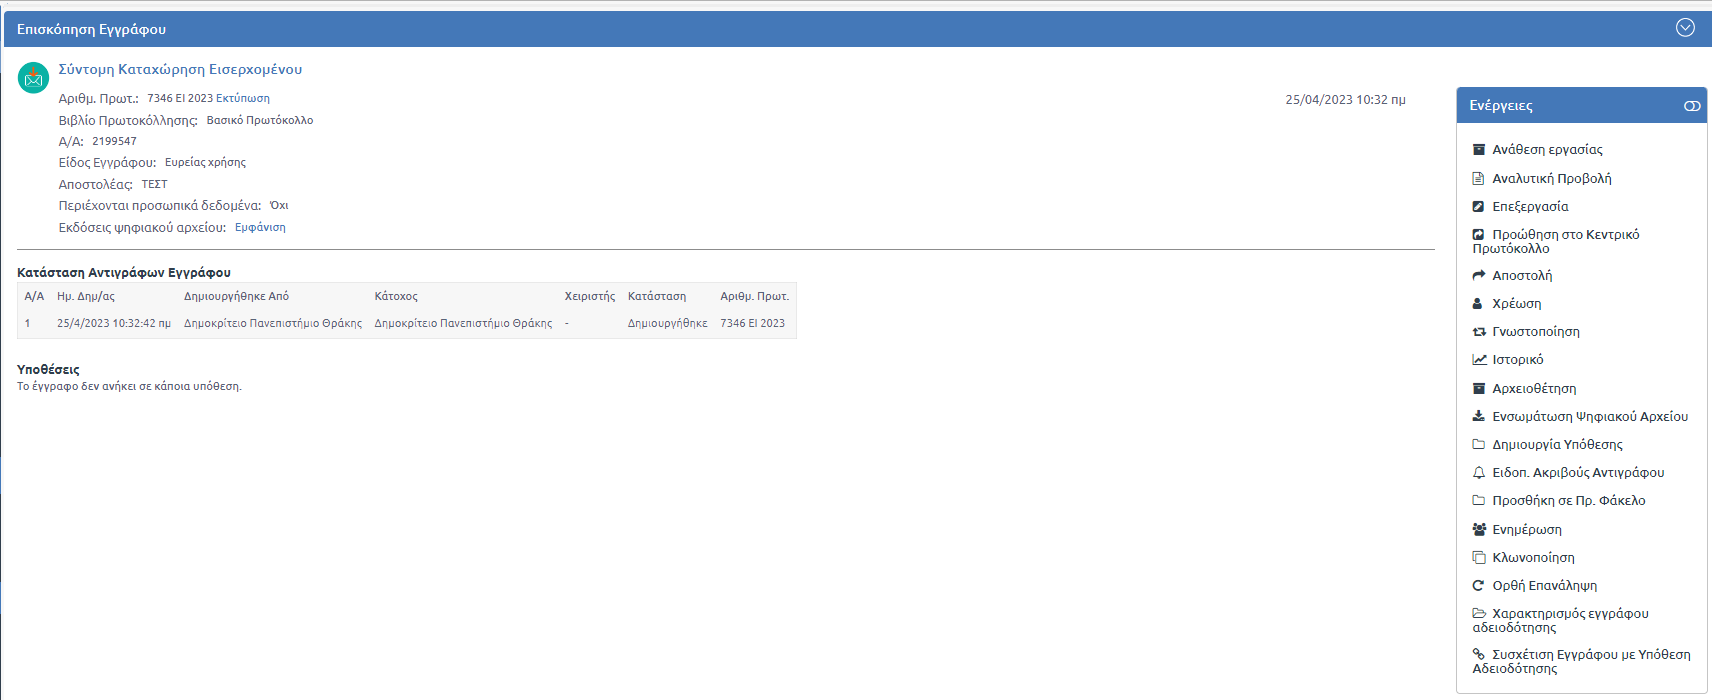 Επισκόπηση Εγγράφου
Σύντομη Καταχώρηση Εισερχομένου
Αριθμ. Πρωτ.: 7346 ΕΙ 2023 Εκτύπωση
25/04/2023 10:32 πμ
Βιβλίο Πρωτοκόλλησης: Βασικό Πρωτόκολλο
Α/Α: 2199547
Είδος Εγγράφου: Ευρείας χρήσης
Αποστολέας: ΤΕΣΤ
Περιέχονται προσωπικά δεδομένα: Όχι
Εκδόσεις ψηφιακού αρχείου: Εμφάνιση
Κατάσταση Αντιγράφων Εγγράφου
Α/Α Ημ. Δημ/ας Δημιουργήθηκε Από Κάτοχος Χειριστής Κατάσταση Αριθμ. Πρωτ.
1 25/4/2023 10:32:42 πμ Δημοκρίτειο Πανεπιστήμιο Θράκης Δημοκρίτειο Πανεπιστήμιο Θράκης - Δημιουργήθηκε 7346 ΕΙ 2023
Υποθέσεις
Το έγγραφο δεν ανήκει σε κάποια υπόθεση.
Ενέργειες
Ανάθεση εργασίας
Αναλυτική Προβολή
Επεξεργασία
Προώθηση στο Κεντρικό
Πρωτόκολλο
Αποστολή
Χρέωση
Γνωστοποίηση
Ιστορικό
Αρχειοθέτηση
Ενσωμάτωση Ψηφιακού Αρχείου
Δημιουργία Υπόθεσης
Ειδοπ. Ακριβούς Αντιγράφου
Προσθήκη σε Πρ. Φάκελο
Ενημέρωση
Κλωνοποίηση
Ορθή Επανάληψη
Χαρακτηρισμός εγγράφου
αδειοδότησης
Συσχέτιση Εγγράφου με Υπόθεση
Αδειοδότησης